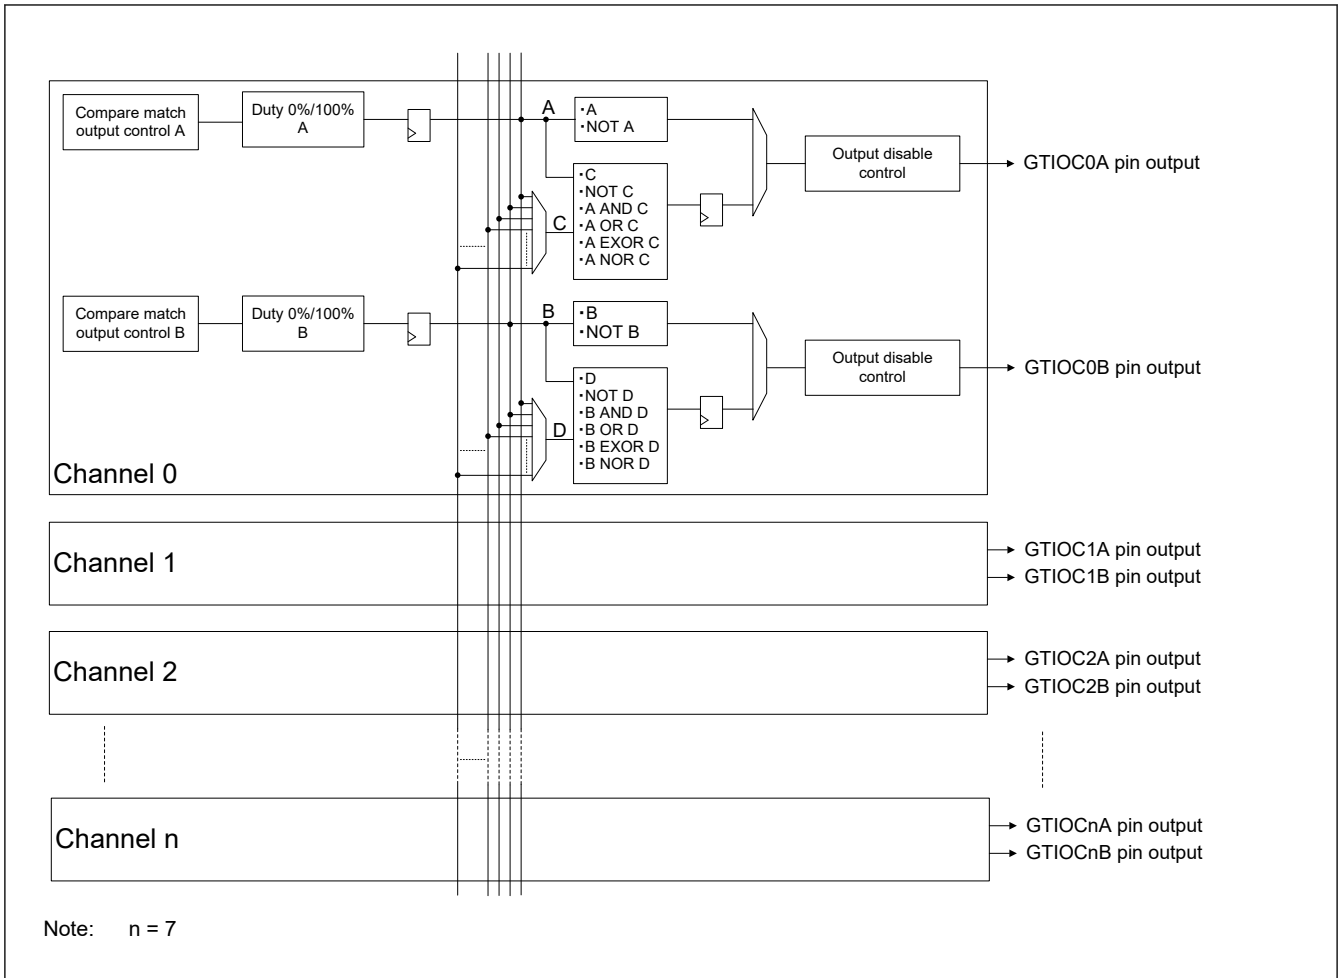 Compare match
output control A
Duty 0%/100%
A
A
・A
・NOT A
Output disable
control
GTIOC0A pin output
・C
・NOT C
・A AND C
・A OR C
・A EXOR C
・A NOR C
C
Compare match
output control B
Duty 0%/100%
B
B
・B
・NOT B
Output disable
control
GTIOC0B pin output
・D
・NOT D
・B AND D
・B OR D
・B EXOR D
・B NOR D
D
Channel 0
Channel 1
GTIOC1A pin output
GTIOC1B pin output
Channel 2
GTIOC2A pin output
GTIOC2B pin output
Channel n
GTIOCnA pin output
GTIOCnB pin output
Note: n = 7